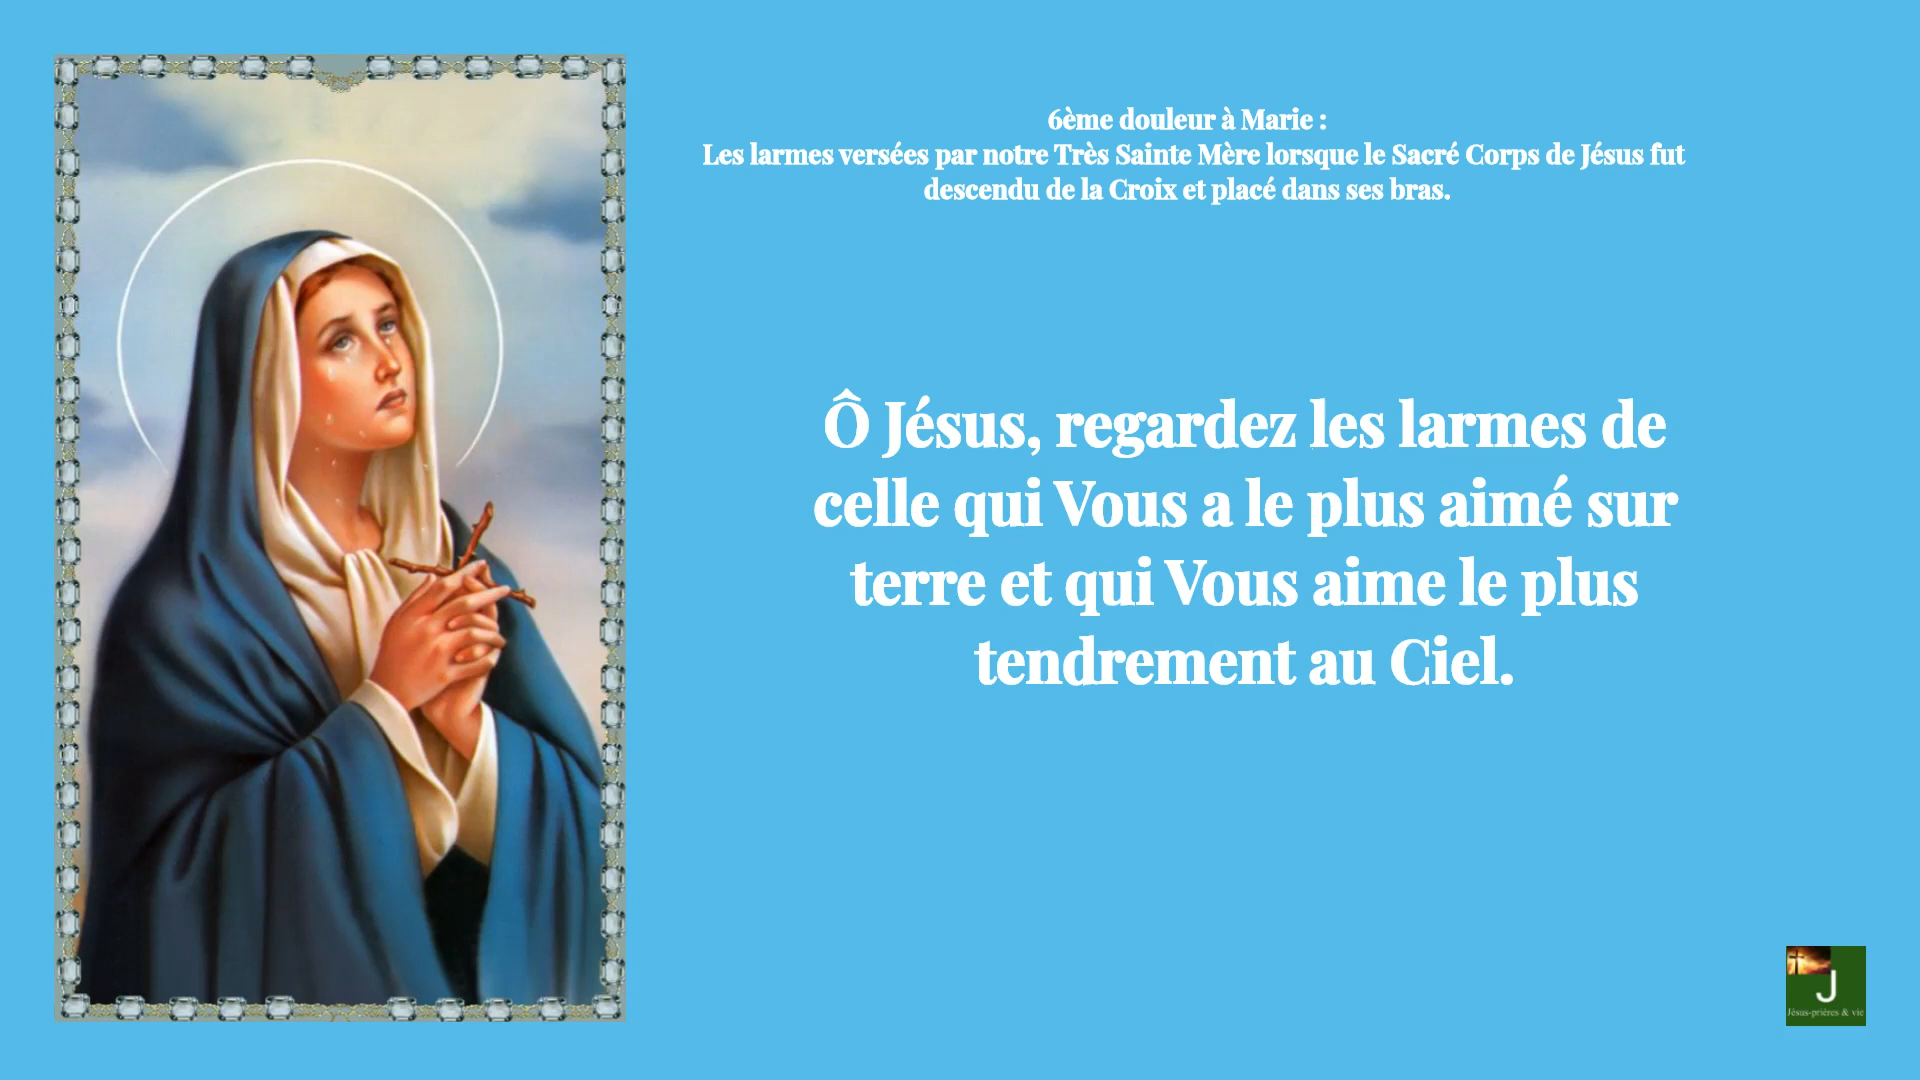 6ème douleur à Marie :
Les larmes versées par notre Très Sainte Mère lorsque le Sacré Corps de Jésus fut
descendu de la Croix et placé dans ses bras.
Ô Jésus, regardez les larmes de
celle qui Vous a le plus aimé sur
terre et qui Vous aime le plus
tendrement au Ciel.
J
Jésus-prières & vie